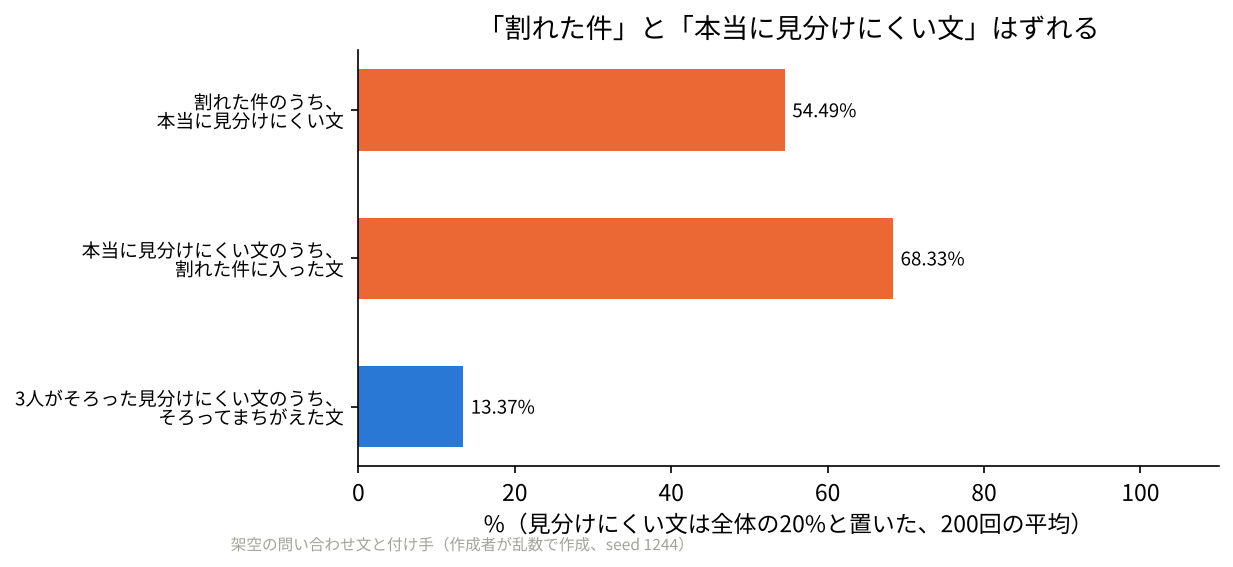 「割れた件」と「本当に見分けにくい文」はずれる
割れた件のうち、
本当に見分けにくい文
54.49%
本当に見分けにくい文のうち、
割れた件に入った文
68.33%
3人がそろった見分けにくい文のうち、
そろってまちがえた文
13.37%
0 20 40 60 80 100
%（見分けにくい文は全体の20%と置いた、200回の平均）
架空の問い合わせ文と付け手（作成者が乱数で作成、seed 1244）